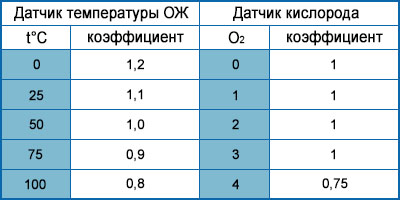 Датчик температуры ОЖ Датчик кислорода
t°C коэффициент O₂ коэффициент
0 1,2 0 1
25 1,1 1 1
50 1,0 2 1
75 0,9 3 1
100 0,8 4 0,75